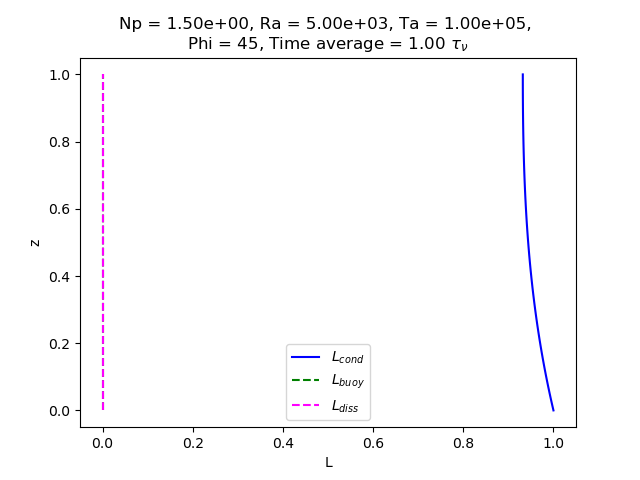 Np = 1.50e+00, Ra = 5.00e+03, Ta = 1.00e+05,
Phi = 45, Time average = 1.00 τ_ν
1.0
0.8
0.6
0.4
0.2
0.0
z
L_cond
L_buoy
L_diss
0.0 0.2 0.4 0.6 0.8 1.0
L